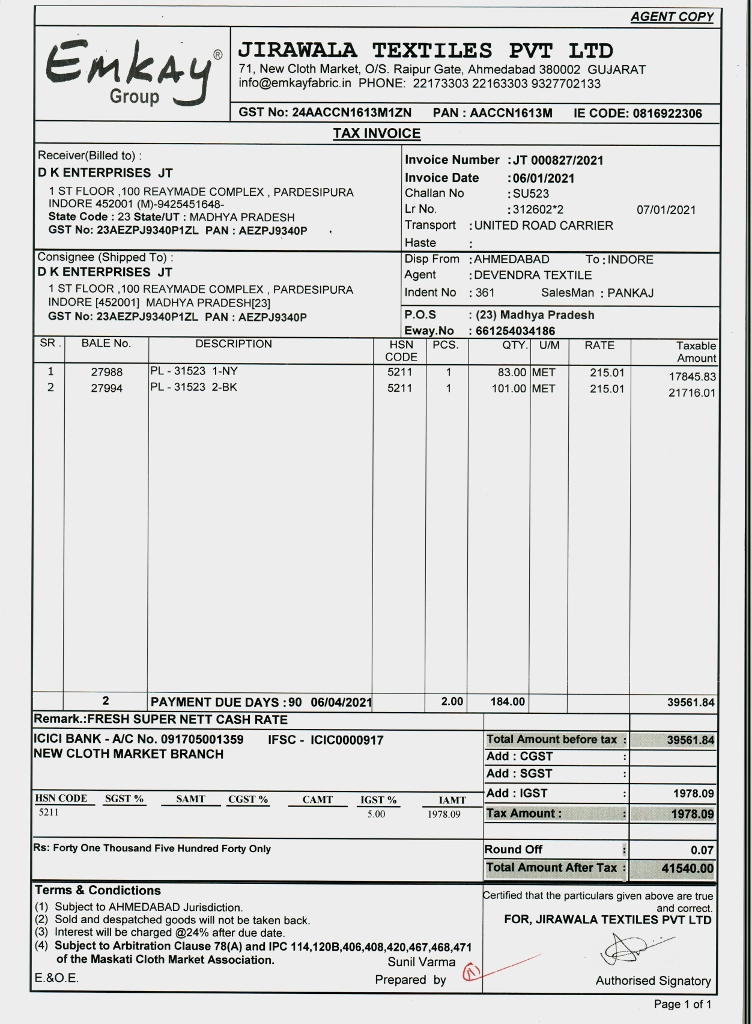 AGENT COPY
EMKAY®
Group
JIRAWALA TEXTILES PVT LTD
71, New Cloth Market, O/S. Raipur Gate, Ahmedabad 380002 GUJARAT
info@emkayfabric.in PHONE: 22173303 22163303 9327702133
GST No: 24AACCN1613M1ZN PAN : AACCN1613M IE CODE: 0816922306
TAX INVOICE
Receiver(Billed to) :
D K ENTERPRISES JT
1 ST FLOOR ,100 REAYMADE COMPLEX , PARDESIPURA
INDORE 452001 (M)-9425451648-
State Code : 23 State/UT : MADHYA PRADESH
GST No: 23AEZPJ9340P1ZL PAN : AEZPJ9340P
Invoice Number :JT 000827/2021
Invoice Date :06/01/2021
Challan No :SU523
Lr No. :312602*2 07/01/2021
Transport :UNITED ROAD CARRIER
Haste :
Consignee (Shipped To) :
D K ENTERPRISES JT
1 ST FLOOR ,100 REAYMADE COMPLEX , PARDESIPURA
INDORE [452001] MADHYA PRADESH[23]
GST No: 23AEZPJ9340P1ZL PAN : AEZPJ9340P
Disp From :AHMEDABAD To :INDORE
Agent :DEVENDRA TEXTILE
Indent No :361 SalesMan : PANKAJ
P.O.S : (23) Madhya Pradesh
Eway.No : 661254034186
SR . BALE No. DESCRIPTION HSN CODE PCS. QTY. U/M RATE Taxable Amount
1 27988 PL - 31523 1-NY 5211 1 83.00 MET 215.01 17845.83
2 27994 PL - 31523 2-BK 5211 1 101.00 MET 215.01 21716.01
2 PAYMENT DUE DAYS :90 06/04/2021 2.00 184.00 39561.84
Remark.:FRESH SUPER NETT CASH RATE
ICICI BANK - A/C No. 091705001359 IFSC - ICIC0000917
NEW CLOTH MARKET BRANCH
Total Amount before tax : 39561.84
Add : CGST :
Add : SGST :
Add : IGST : 1978.09
Tax Amount : 1978.09
HSN CODE SGST % SAMT CGST % CAMT IGST % IAMT
5211 5.00 1978.09
Rs: Forty One Thousand Five Hundred Forty Only
Round Off : 0.07
Total Amount After Tax : 41540.00
Terms & Condictions
(1) Subject to AHMEDABAD Jurisdiction.
(2) Sold and despatched goods will not be taken back.
(3) Interest will be charged @24% after due date.
(4) Subject to Arbitration Clause 78(A) and IPC 114,120B,406,408,420,467,468,471
of the Maskati Cloth Market Association.
Sunil Varma
E.&O.E. Prepared by
Certified that the particulars given above are true
and correct.
FOR, JIRAWALA TEXTILES PVT LTD
Authorised Signatory
Page 1 of 1